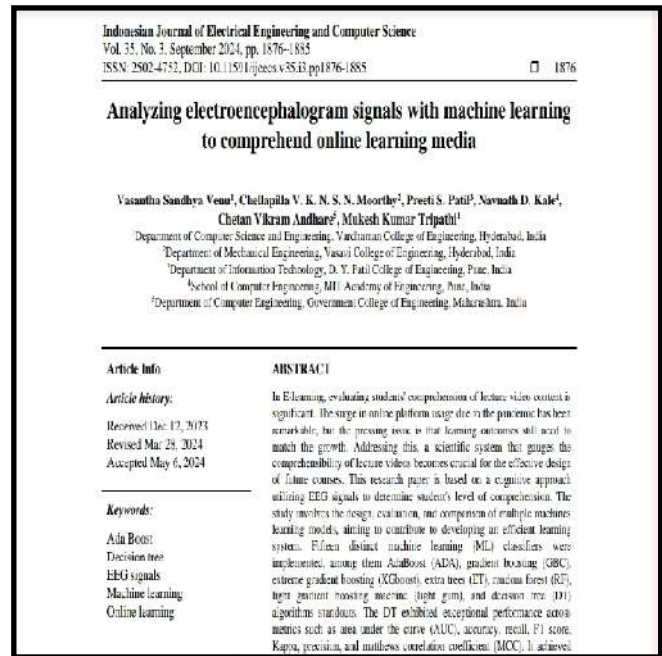 Indonesian Journal of Electrical Engineering and Computer Science
Vol. 35, No. 3, September 2024, pp. 1876~1885
ISSN: 2502-4752, DOI: 10.11591/ijeecs.v35.i3.pp1876-1885
1876
Analyzing electroencephalogram signals with machine learning
to comprehend online learning media
Vasantha Sandhya Venu¹, Chellapilla V. K. N. S. N. Moorthy², Preeti S. Patil³, Navnath D. Kale⁴,
Chetan Vikram Andhare⁵, Mukesh Kumar Tripathi¹
¹Department of Computer Science and Engineering, Vardhaman College of Engineering, Hyderabad, India
²Department of Mechanical Engineering, Vasavi College of Engineering, Hyderabad, India
³Department of Information Technology, D. Y. Patil College of Engineering, Pune, India
⁴School of Computer Engineering, MIT Academy of Engineering, Pune, India
⁵Department of Computer Engineering, Government College of Engineering, Maharashtra, India
Article Info
Article history:
Received Dec 12, 2023
Revised Mar 28, 2024
Accepted May 6, 2024
Keywords:
Ada Boost
Decision tree
EEG signals
Machine learning
Online learning
ABSTRACT
In E-learning, evaluating students' comprehension of lecture video content is
significant. The surge in online platform usage due to the pandemic has been
remarkable, but the pressing issue is that learning outcomes still need to
match the growth. Addressing this, a scientific system that gauges the
comprehensibility of lecture videos becomes crucial for the effective design
of future courses. This research paper is based on a cognitive approach
utilizing EEG signals to determine student's level of comprehension. The
study involves the design, evaluation, and comparison of multiple machines
learning models, aiming to contribute to developing an efficient learning
system. Fifteen distinct machine learning (ML) classifiers were
implemented, among them AdaBoost (ADA), gradient boosting (GBC),
extreme gradient boosting (XGboost), extra trees (ET), random forest (RF),
light gradient boosting machine (light gbm), and decision tree (DT)
algorithms standouts. The DT exhibited exceptional performance across
metrics such as area under the curve (AUC), accuracy, recall, F1 score,
Kappa, precision, and matthews correlation coefficient (MCC). It achieved